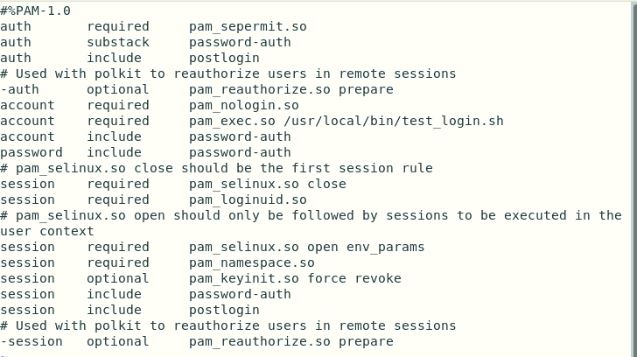 #%PAM-1.0
auth       required     pam_sepermit.so
auth       substack     password-auth
auth       include      postlogin
# Used with polkit to reauthorize users in remote sessions
-auth      optional     pam_reauthorize.so prepare
account    required     pam_nologin.so
account    required     pam_exec.so /usr/local/bin/test_login.sh
account    include      password-auth
password   include      password-auth
# pam_selinux.so close should be the first session rule
session    required     pam_selinux.so close
session    required     pam_loginuid.so
# pam_selinux.so open should only be followed by sessions to be executed in the
user context
session    required     pam_selinux.so open env_params
session    required     pam_namespace.so
session    optional     pam_keyinit.so force revoke
session    include      password-auth
session    include      postlogin
# Used with polkit to reauthorize users in remote sessions
-session   optional     pam_reauthorize.so prepare